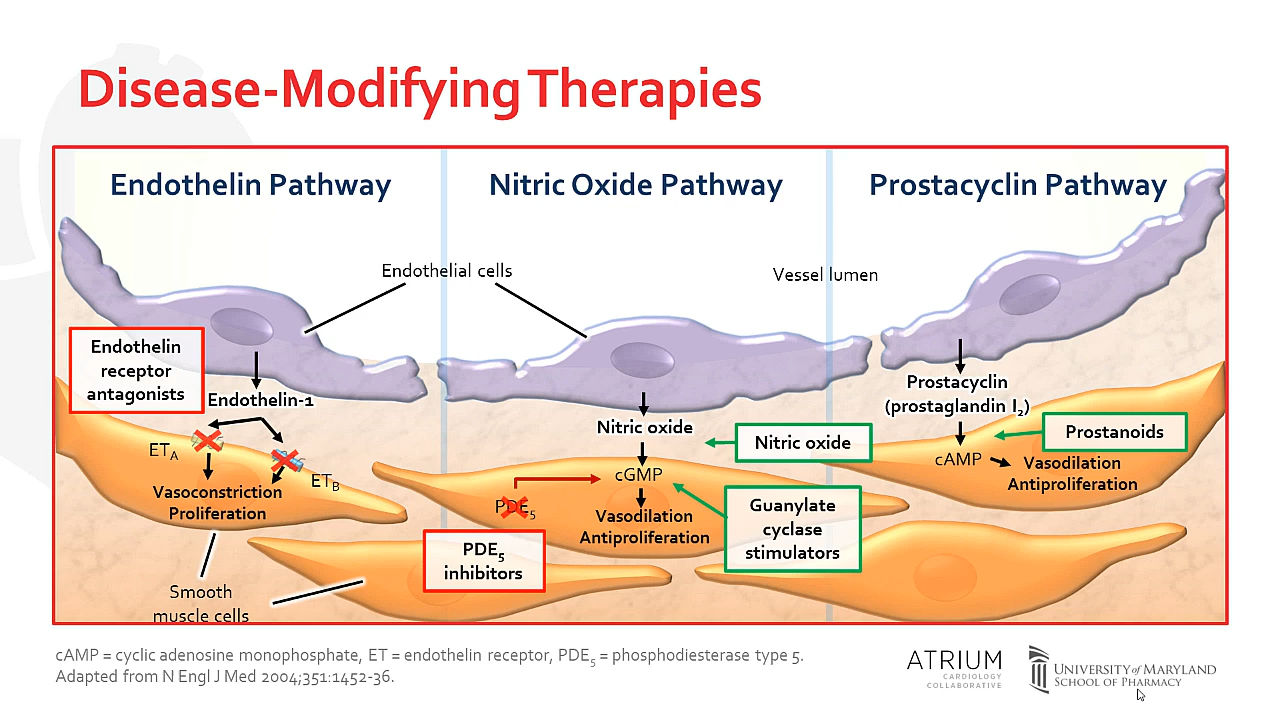 Disease-Modifying Therapies
Endothelin Pathway
Nitric Oxide Pathway
Prostacyclin Pathway
Endothelial cells
Vessel lumen
Endothelin
receptor
antagonists
Endothelin-1
ET_A
ET_B
Vasoconstriction
Proliferation
Smooth
muscle cells
Nitric oxide
Nitric oxide
cGMP
PDE₅
Vasodilation
Antiproliferation
PDE₅
inhibitors
Guanylate
cyclase
stimulators
Prostacyclin
(prostaglandin I₂)
Prostanoids
cAMP
Vasodilation
Antiproliferation
cAMP = cyclic adenosine monophosphate, ET = endothelin receptor, PDE₅ = phosphodiesterase type 5.
Adapted from N Engl J Med 2004;351:1452-36.
ATRIUM
CARDIOLOGY
COLLABORATIVE
UNIVERSITY of MARYLAND
SCHOOL OF PHARMACY